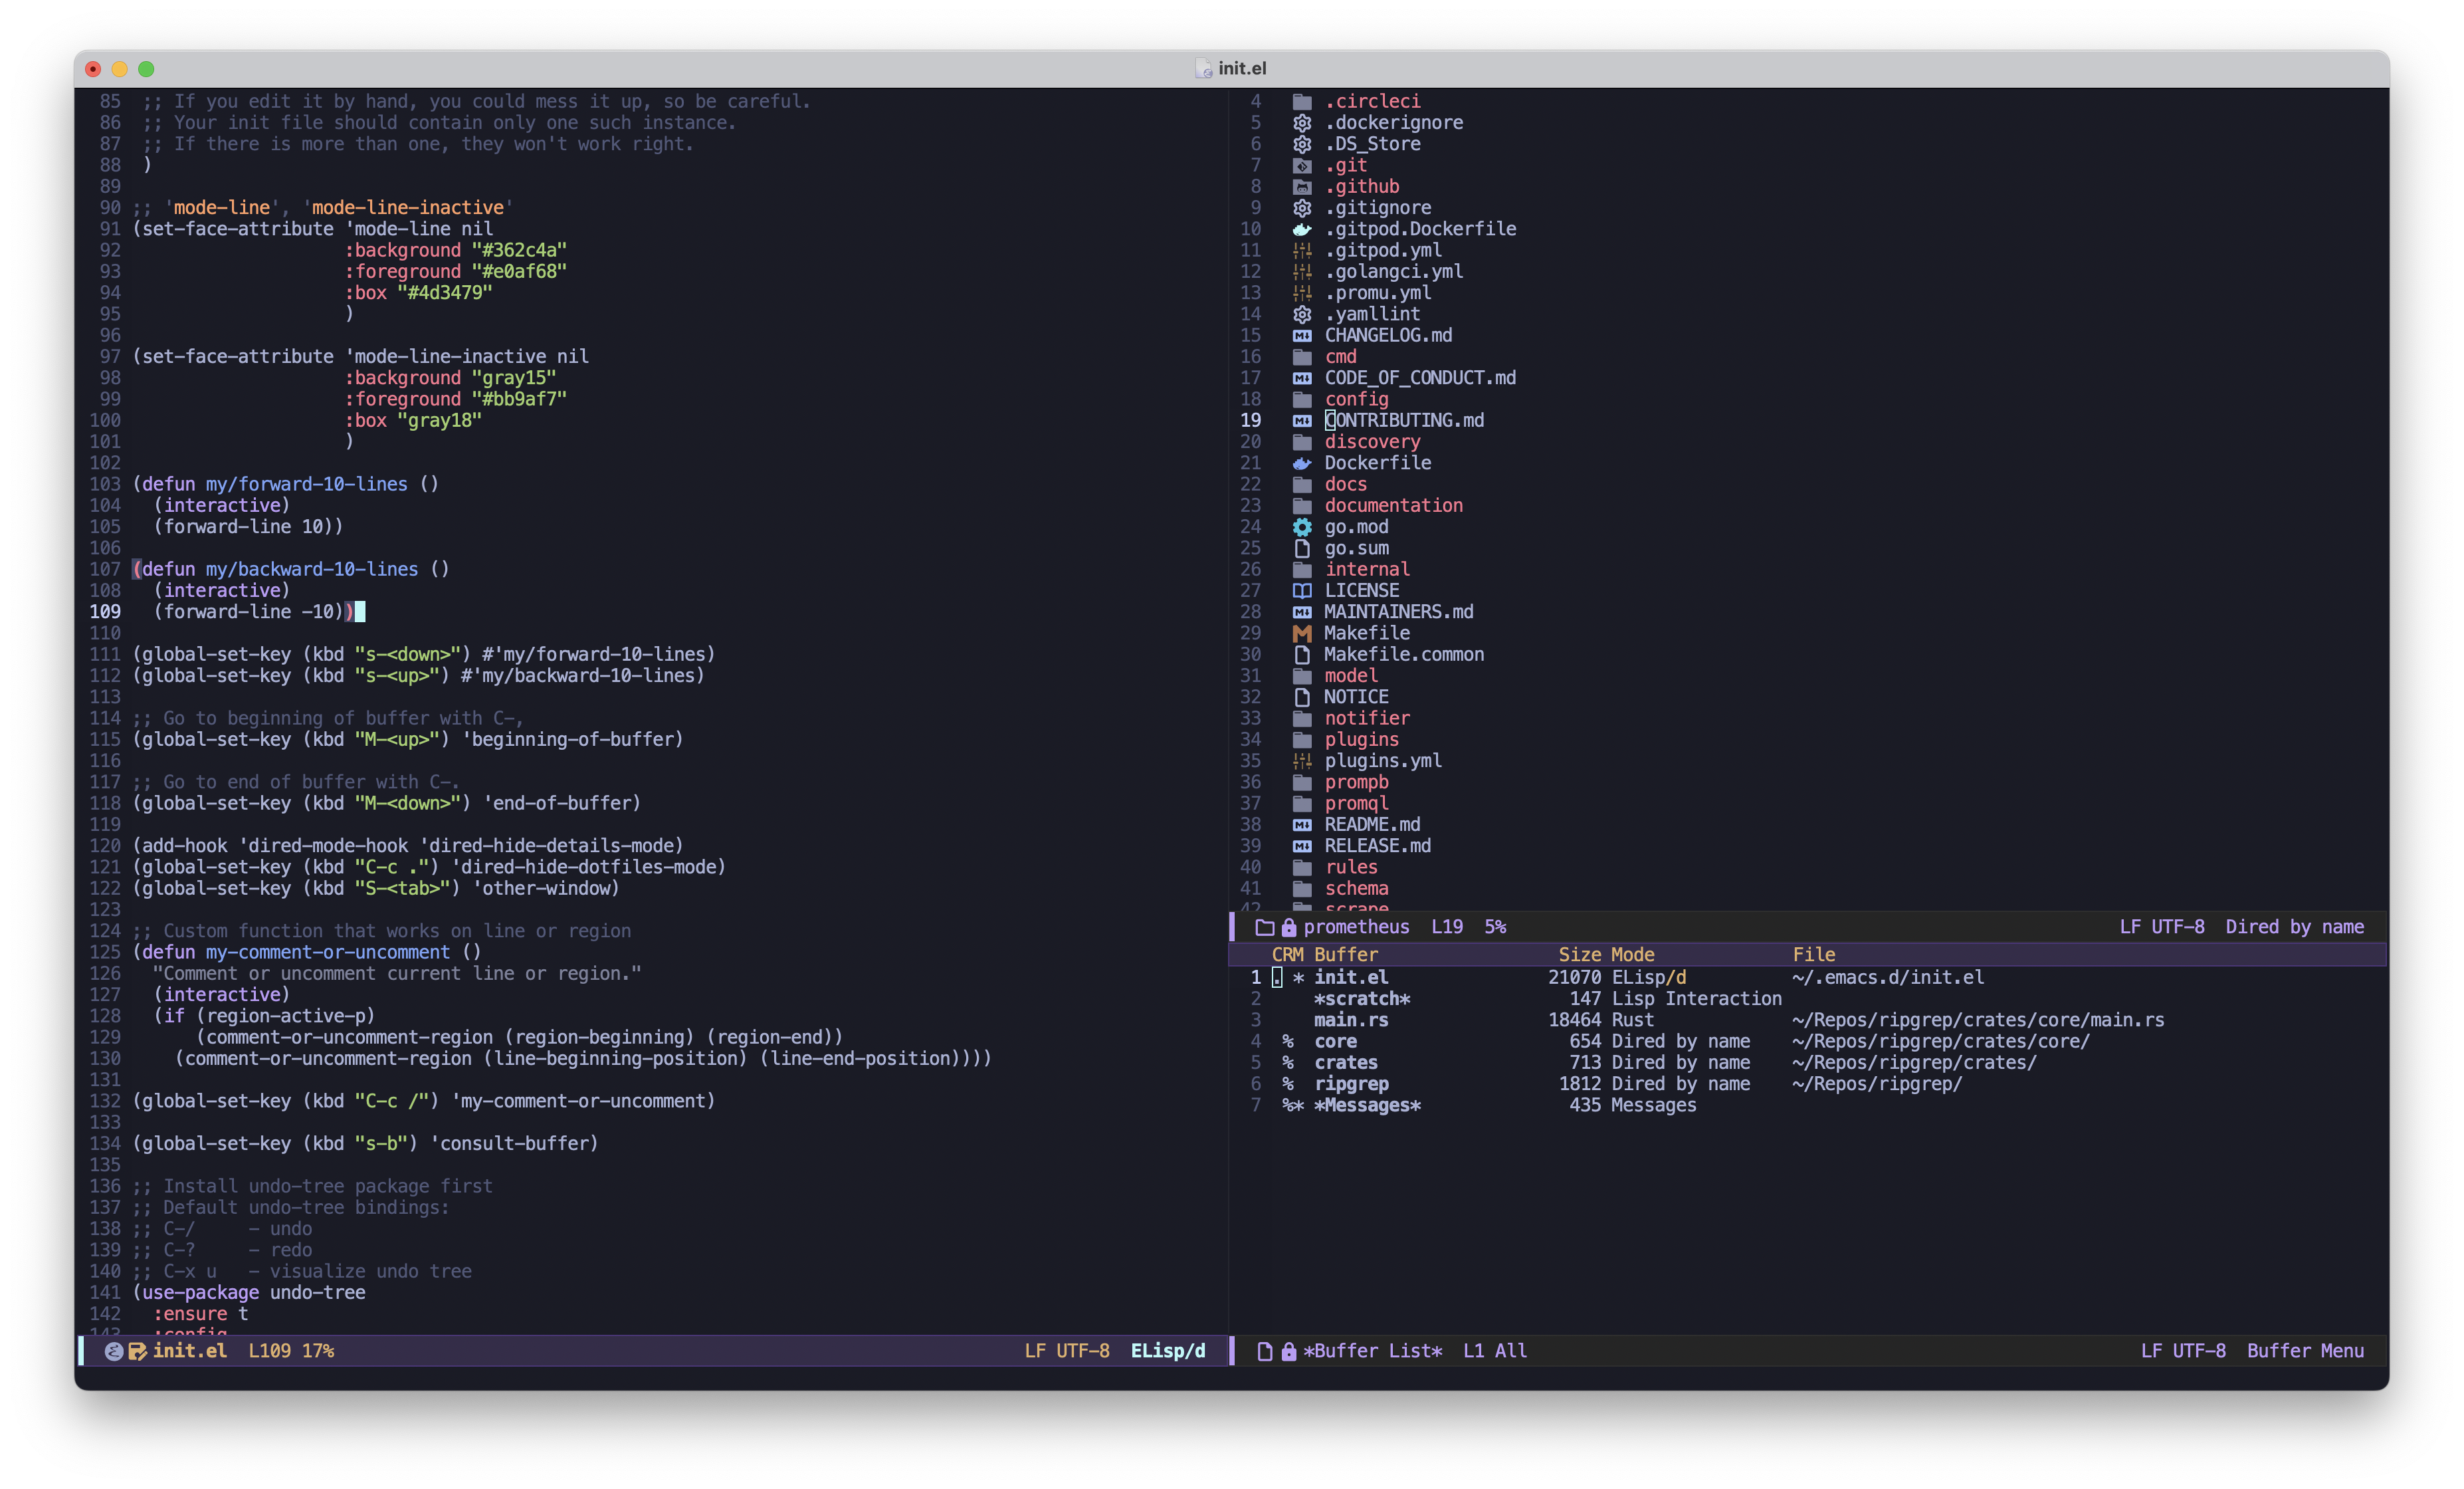 init.el
85 ;; If you edit it by hand, you could mess it up, so be careful.
86 ;; Your init file should contain only one such instance.
87 ;; If there is more than one, they won't work right.
88 )
89
90 ;; 'mode-line', 'mode-line-inactive'
91 (set-face-attribute 'mode-line nil
92 :background "#362c4a"
93 :foreground "#e0af68"
94 :box "#4d3479"
95 )
96
97 (set-face-attribute 'mode-line-inactive nil
98 :background "gray15"
99 :foreground "#bb9af7"
100 :box "gray18"
101 )
102
103 (defun my/forward-10-lines ()
104 (interactive)
105 (forward-line 10))
106
107 (defun my/backward-10-lines ()
108 (interactive)
109 (forward-line -10))
110
111 (global-set-key (kbd "s-<down>") #'my/forward-10-lines)
112 (global-set-key (kbd "s-<up>") #'my/backward-10-lines)
113
114 ;; Go to beginning of buffer with C-,
115 (global-set-key (kbd "M-<up>") 'beginning-of-buffer)
116
117 ;; Go to end of buffer with C-.
118 (global-set-key (kbd "M-<down>") 'end-of-buffer)
119
120 (add-hook 'dired-mode-hook 'dired-hide-details-mode)
121 (global-set-key (kbd "C-c .") 'dired-hide-dotfiles-mode)
122 (global-set-key (kbd "S-<tab>") 'other-window)
123
124 ;; Custom function that works on line or region
125 (defun my-comment-or-uncomment ()
126 "Comment or uncomment current line or region."
127 (interactive)
128 (if (region-active-p)
129 (comment-or-uncomment-region (region-beginning) (region-end))
130 (comment-or-uncomment-region (line-beginning-position) (line-end-position))))
131
132 (global-set-key (kbd "C-c /") 'my-comment-or-uncomment)
133
134 (global-set-key (kbd "s-b") 'consult-buffer)
135
136 ;; Install undo-tree package first
137 ;; Default undo-tree bindings:
138 ;; C-/ - undo
139 ;; C-? - redo
140 ;; C-x u - visualize undo tree
141 (use-package undo-tree
142 :ensure t
143 :config
init.el L109 17% LF UTF-8 ELisp/d
4 .circleci
5 .dockerignore
6 .DS_Store
7 .git
8 .github
9 .gitignore
10 .gitpod.Dockerfile
11 .gitpod.yml
12 .golangci.yml
13 .promu.yml
14 .yamllint
15 CHANGELOG.md
16 cmd
17 CODE_OF_CONDUCT.md
18 config
19 CONTRIBUTING.md
20 discovery
21 Dockerfile
22 docs
23 documentation
24 go.mod
25 go.sum
26 internal
27 LICENSE
28 MAINTAINERS.md
29 Makefile
30 Makefile.common
31 model
32 NOTICE
33 notifier
34 plugins
35 plugins.yml
36 prompb
37 promql
38 README.md
39 RELEASE.md
40 rules
41 schema
42 scrape
prometheus L19 5% LF UTF-8 Dired by name
CRM Buffer Size Mode File
1 . * init.el 21070 ELisp/d ~/.emacs.d/init.el
2 *scratch* 147 Lisp Interaction
3 main.rs 18464 Rust ~/Repos/ripgrep/crates/core/main.rs
4 % core 654 Dired by name ~/Repos/ripgrep/crates/core/
5 % crates 713 Dired by name ~/Repos/ripgrep/crates/
6 % ripgrep 1812 Dired by name ~/Repos/ripgrep/
7 %* *Messages* 435 Messages
*Buffer List* L1 All LF UTF-8 Buffer Menu